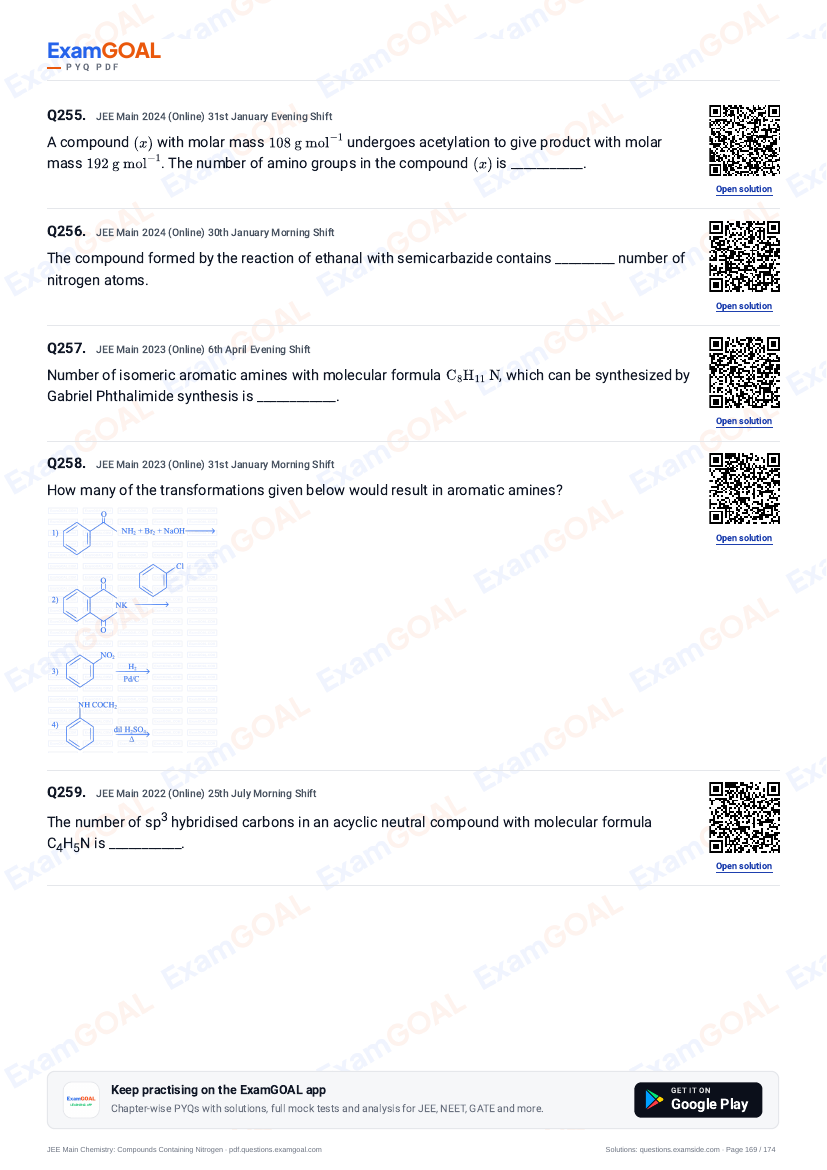 ExamGOAL
PYQ PDF
Q255. JEE Main 2024 (Online) 31st January Evening Shift
A compound (x) with molar mass 108 g mol⁻¹ undergoes acetylation to give product with molar
mass 192 g mol⁻¹. The number of amino groups in the compound (x) is __________.
Open solution
Q256. JEE Main 2024 (Online) 30th January Morning Shift
The compound formed by the reaction of ethanal with semicarbazide contains ________ number of
nitrogen atoms.
Open solution
Q257. JEE Main 2023 (Online) 6th April Evening Shift
Number of isomeric aromatic amines with molecular formula C₈H₁₁ N, which can be synthesized by
Gabriel Phthalimide synthesis is ___________.
Open solution
Q258. JEE Main 2023 (Online) 31st January Morning Shift
How many of the transformations given below would result in aromatic amines?
Open solution
O
1) NH₂ + Br₂ + NaOH
Cl
O
2) NK
O
NO₂
3) H₂
Pd/C
NH COCH₃
4) dil H₂SO₄
Δ
Q259. JEE Main 2022 (Online) 25th July Morning Shift
The number of sp³ hybridised carbons in an acyclic neutral compound with molecular formula
C₄H₅N is __________.
Open solution
ExamGOAL
Keep practising on the ExamGOAL app
Chapter-wise PYQs with solutions, full mock tests and analysis for JEE, NEET, GATE and more.
GET IT ON
Google Play
JEE Main Chemistry: Compounds Containing Nitrogen · pdf.questions.examgoal.com
Solutions: questions.examside.com · Page 169 / 174